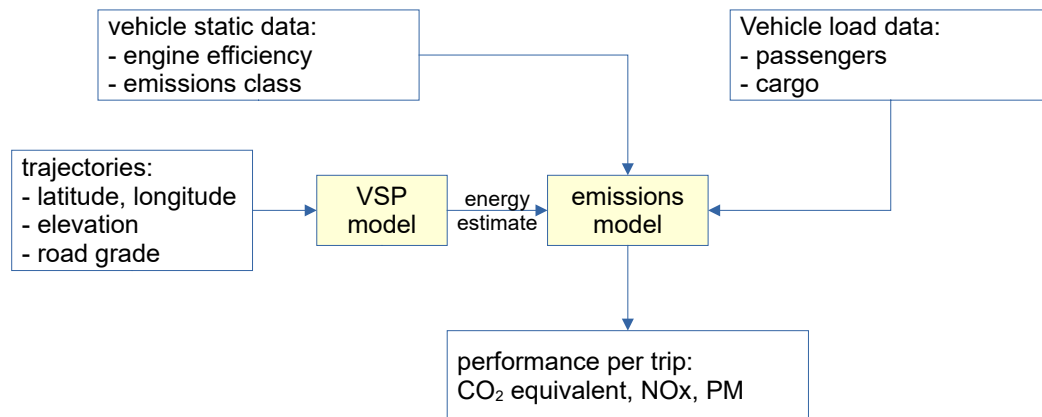 vehicle static data:
- engine efficiency
- emissions class
Vehicle load data:
- passengers
- cargo
trajectories:
- latitude, longitude
- elevation
- road grade
VSP
model
energy
estimate
emissions
model
performance per trip:
CO₂ equivalent, NOx, PM